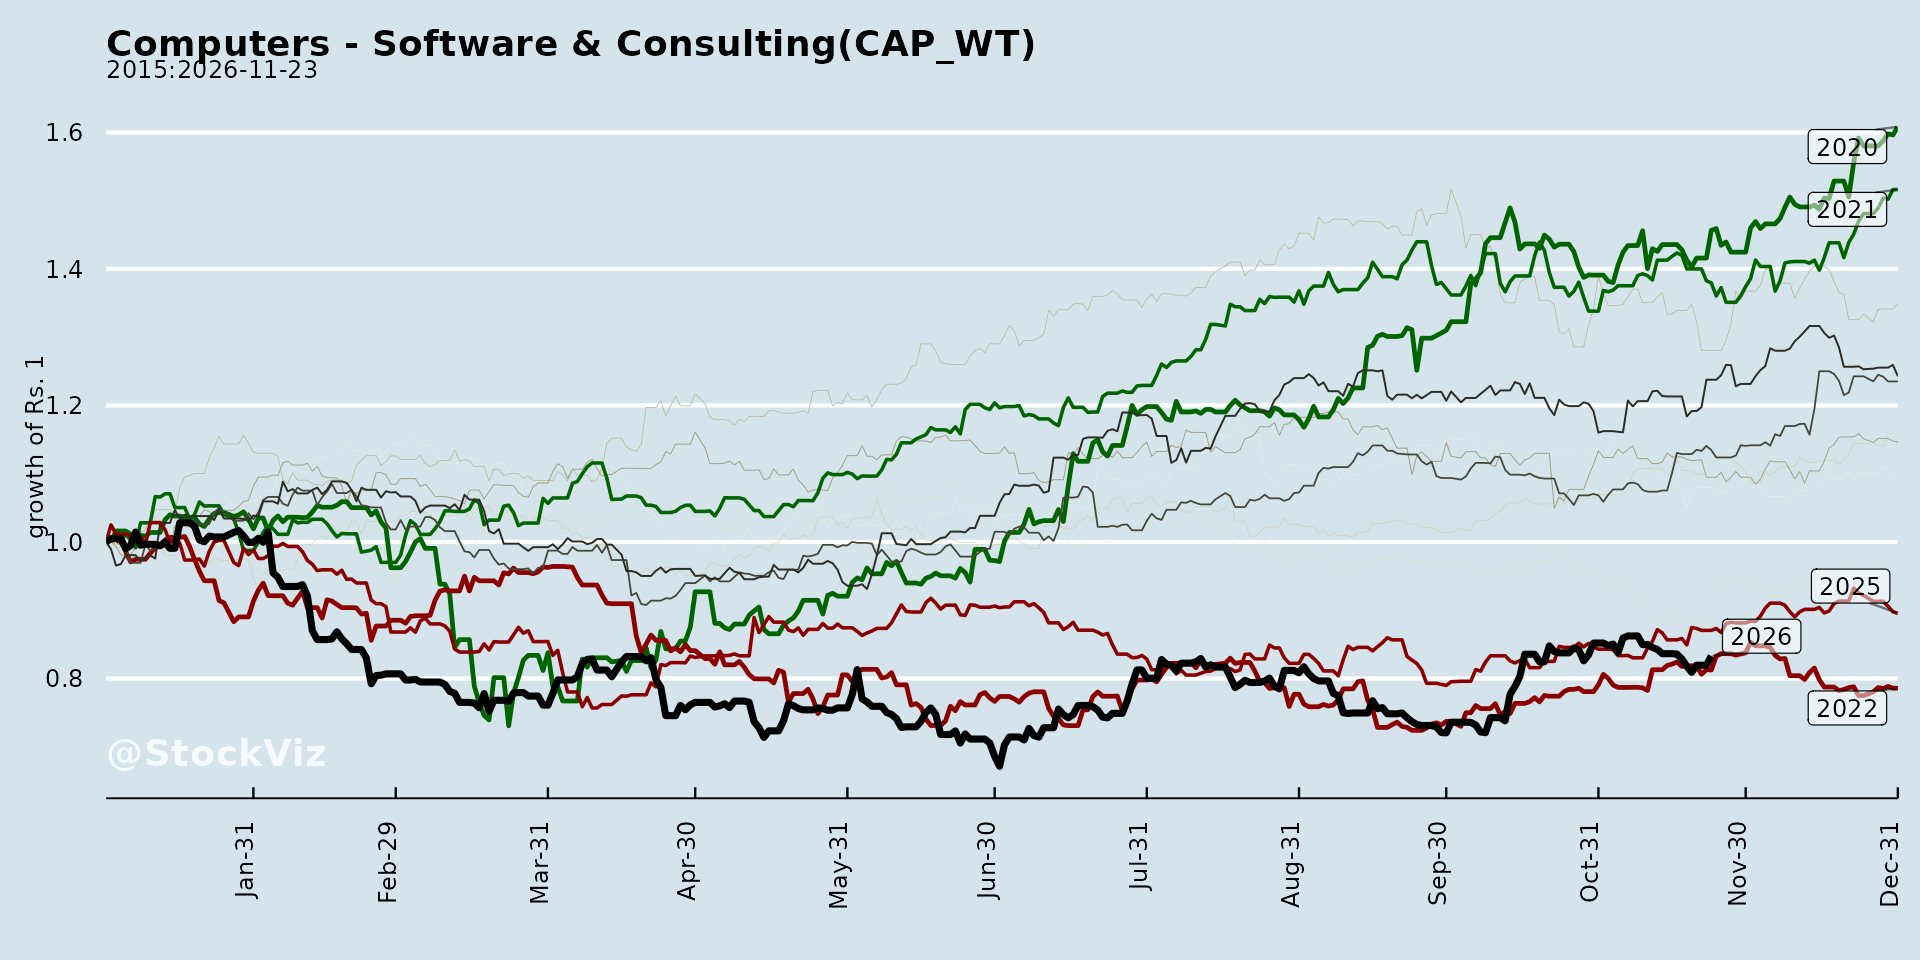 Computers - Software & Consulting(CAP_WT)
2015:2026-11-23
growth of Rs. 1
1.6
1.4
1.2
1.0
0.8
2020
2021
2025
2026
2022
@StockViz
Jan-31
Feb-29
Mar-31
Apr-30
May-31
Jun-30
Jul-31
Aug-31
Sep-30
Oct-31
Nov-30
Dec-31